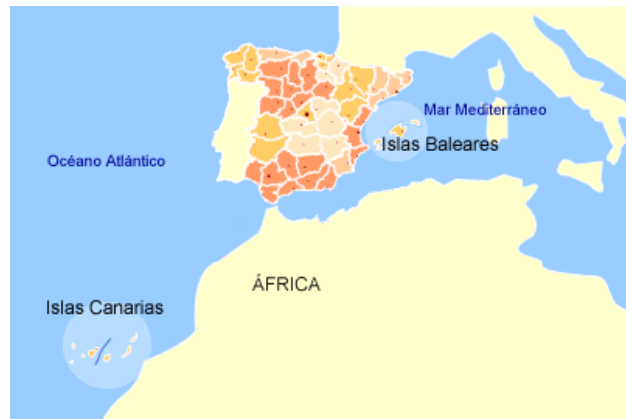 Mar Mediterráneo
Islas Baleares
Océano Atlántico
ÁFRICA
Islas Canarias